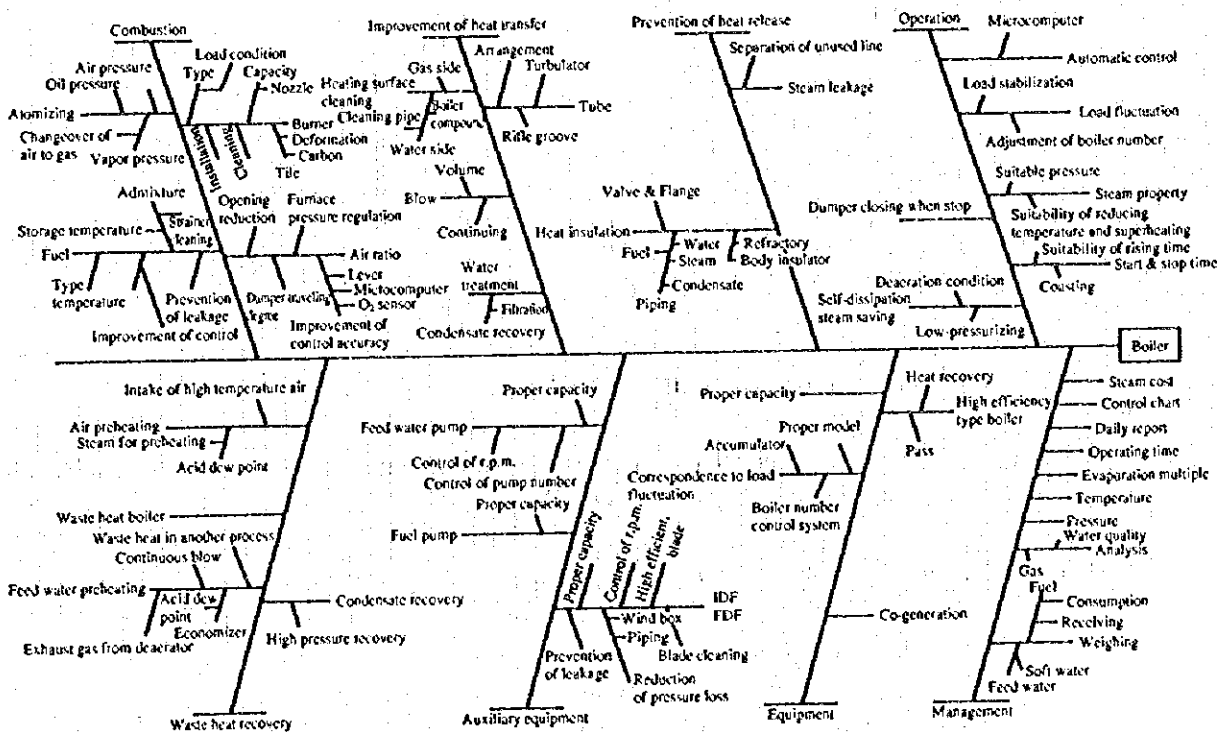 Combustion
Air pressure
Oil pressure
Atomizing
Changeover of
air to gas
Vapor pressure
Load condition
Type
Capacity
Nozzle
Burner
Deformation
Carbon
Tile
Installation
Cleaning
Admixture
Storage temperature
Strainer
cleaning
Fuel
Type
temperature
Prevention
of leakage
Improvement of control
Opening
reduction
Furnace
pressure regulation
Air ratio
Lever
Microcomputer
O₂ sensor
Damper traveling
degree
Improvement of
control accuracy
Improvement of heat transfer
Arrangement
Turbulator
Gas side
Heating surface
cleaning
Cleaning pipe
Boiler
compound
Water side
Tube
Rifle groove
Volume
Blow
Continuing
Water
treatment
Filtration
Condensate recovery
Prevention of heat release
Separation of unused line
Steam leakage
Valve & Flange
Heat insulation
Fuel
Water
Steam
Condensate
Piping
Refractory
Body insulator
Operation
Microcomputer
Automatic control
Load stabilization
Load fluctuation
Adjustment of boiler number
Suitable pressure
Steam property
Dumper closing when stop
Suitability of reducing
temperature and superheating
Suitability of rising time
Start & stop time
Coasting
Deaeration condition
Self-dissipation
steam saving
Low-pressurizing
Boiler
Intake of high temperature air
Air preheating
Steam for preheating
Acid dew point
Waste heat boiler
Waste heat in another process
Continuous blow
Feed water preheating
Acid dew
point
Economizer
Exhaust gas from deaerator
Condensate recovery
High pressure recovery
Waste heat recovery
Proper capacity
Feed water pump
Control of r.p.m.
Control of pump number
Proper capacity
Fuel pump
Proper capacity
Control of r.p.m.
High efficient,
blade
IDF
FDF
Wind box
Piping
Blade cleaning
Prevention
of leakage
Reduction
of pressure loss
Auxiliary equipment
Proper capacity
Heat recovery
High efficiency
type boiler
Pass
Proper model
Accumulator
Correspondence to load
fluctuation
Boiler number
control system
Co-generation
Equipment
Steam cost
Control chart
Daily report
Operating time
Evaporation multiple
Temperature
Pressure
Water quality
Analysis
Gas
Fuel
Consumption
Receiving
Weighing
Soft water
Feed water
Management